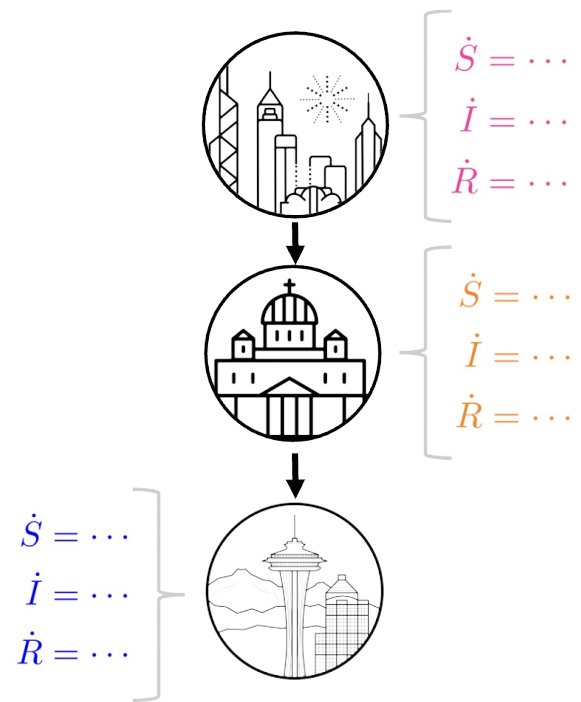 Ṡ = ⋯
İ = ⋯
Ṙ = ⋯
Ṡ = ⋯
İ = ⋯
Ṙ = ⋯
Ṡ = ⋯
İ = ⋯
Ṙ = ⋯